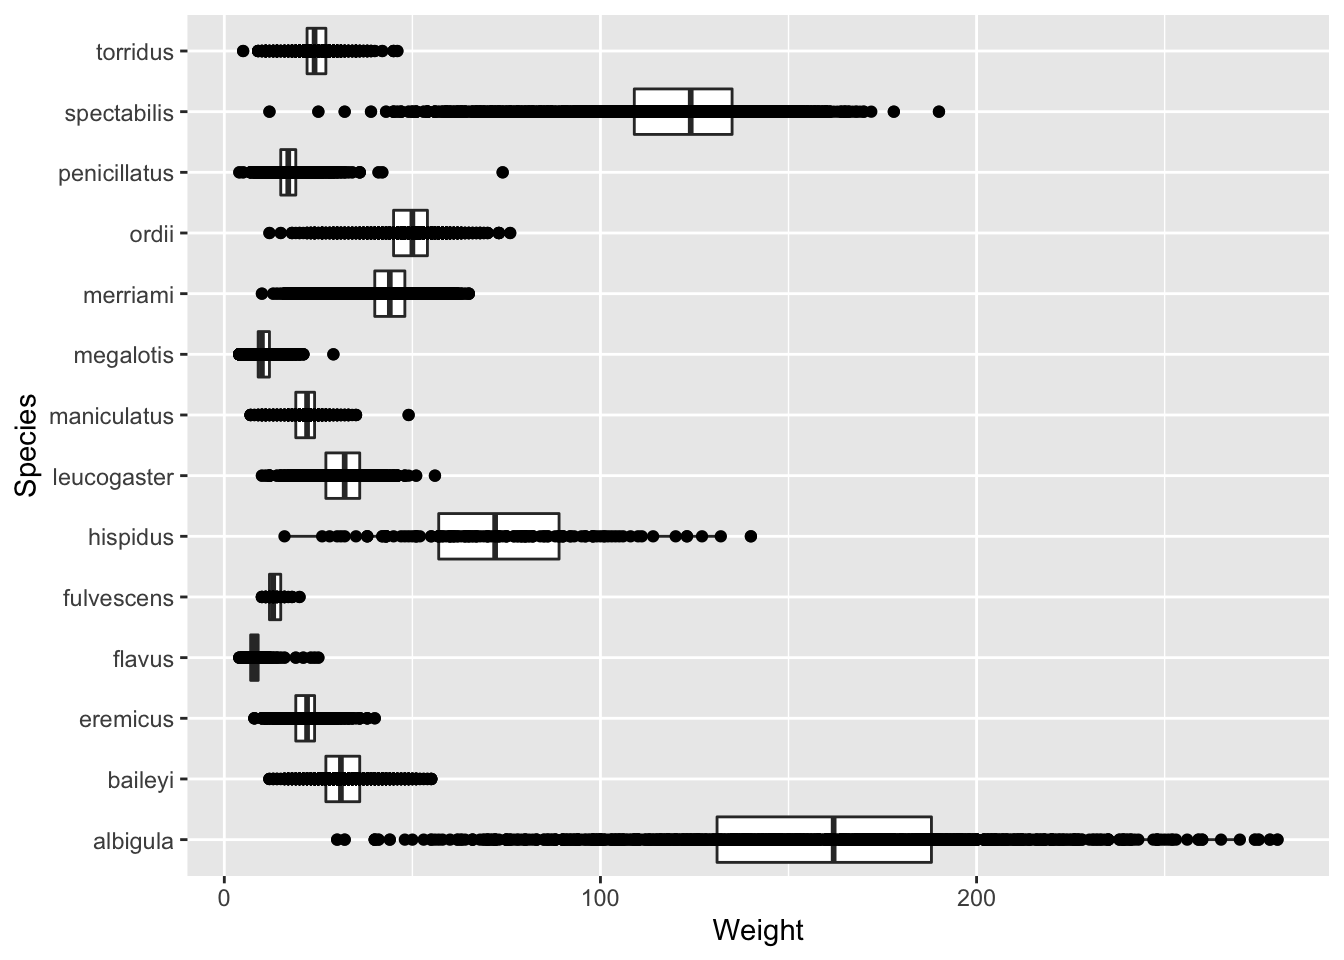 torridus
spectabilis
penicillatus
ordii
merriami
megalotis
maniculatus
leucogaster
hispidus
fulvescens
flavus
eremicus
baileyi
albigula
Species
0 100 200
Weight